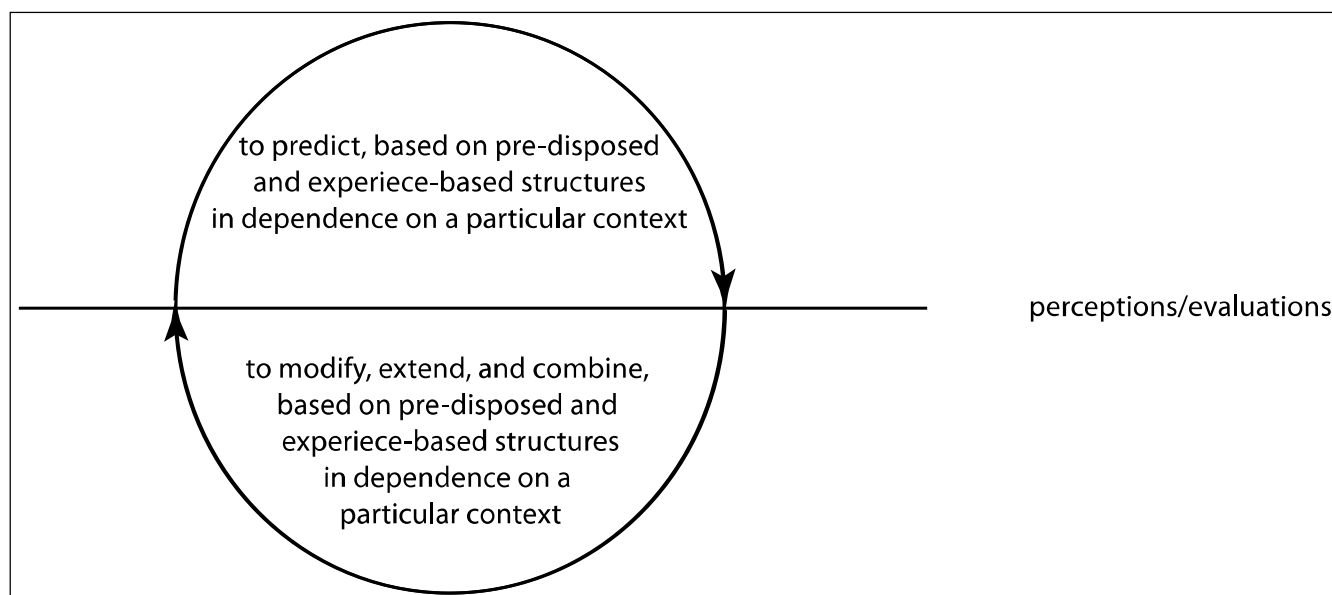 to predict, based on pre-disposed
and experiece-based structures
in dependence on a particular context
perceptions/evaluations
to modify, extend, and combine,
based on pre-disposed and
experiece-based structures
in dependence on a
particular context